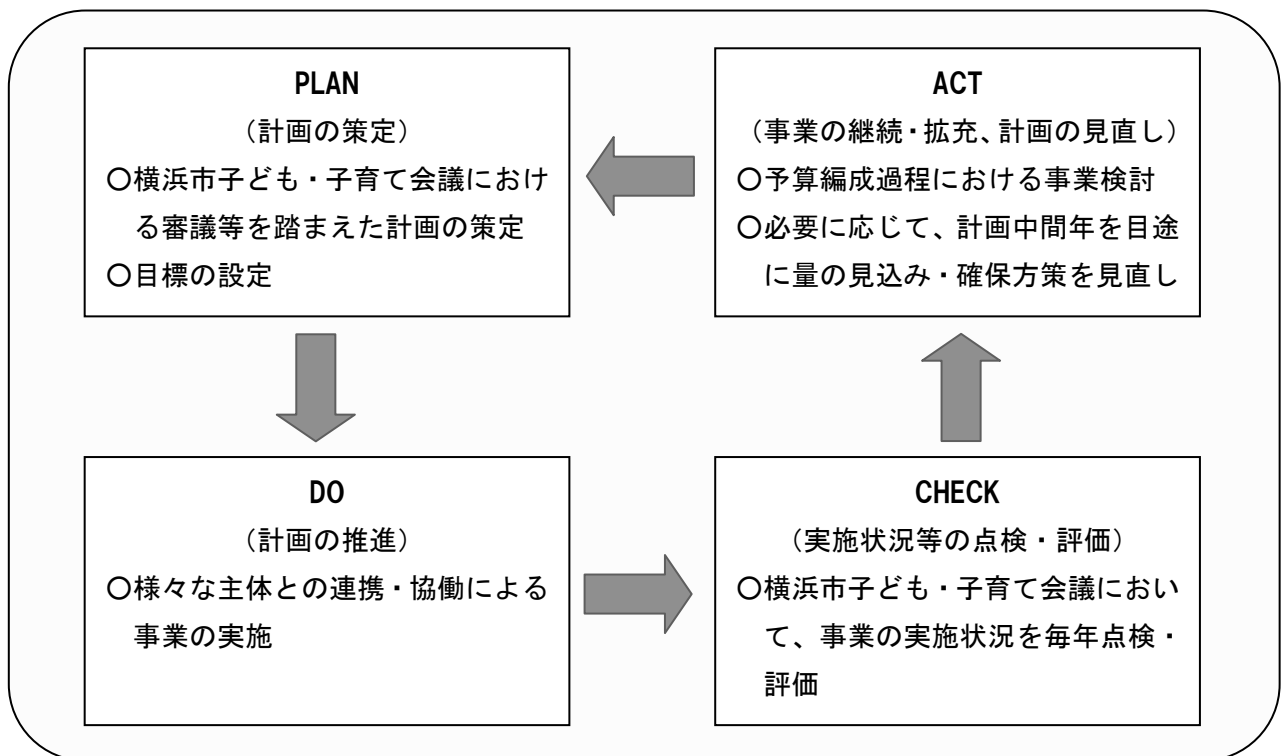 PLAN
（計画の策定）
〇横浜市子ども・子育て会議におけ
る審議等を踏まえた計画の策定
〇目標の設定
DO
（計画の推進）
〇様々な主体との連携・協働による
事業の実施
CHECK
（実施状況等の点検・評価）
〇横浜市子ども・子育て会議におい
て、事業の実施状況を毎年点検・
評価
ACT
（事業の継続・拡充、計画の見直し）
〇予算編成過程における事業検討
〇必要に応じて、計画中間年を目途
に量の見込み・確保方策を見直し